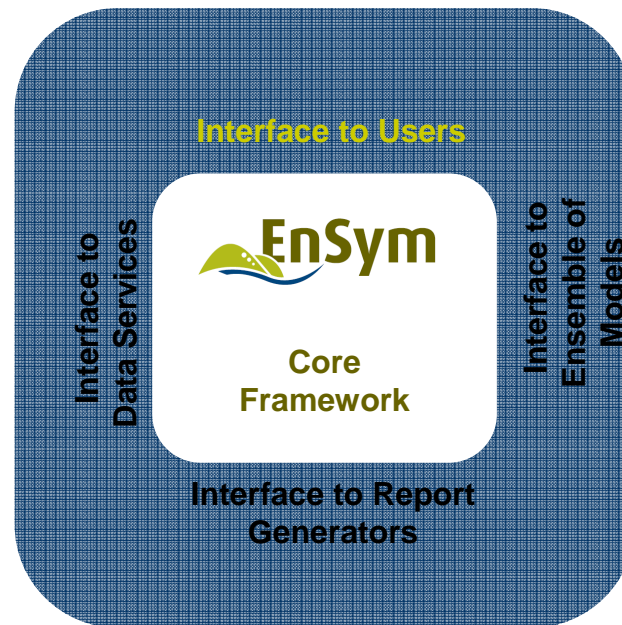 Interface to Users
Interface to
Data Services
EnSym
Core
Framework
Interface to
Ensemble of
Models
Interface to Report
Generators